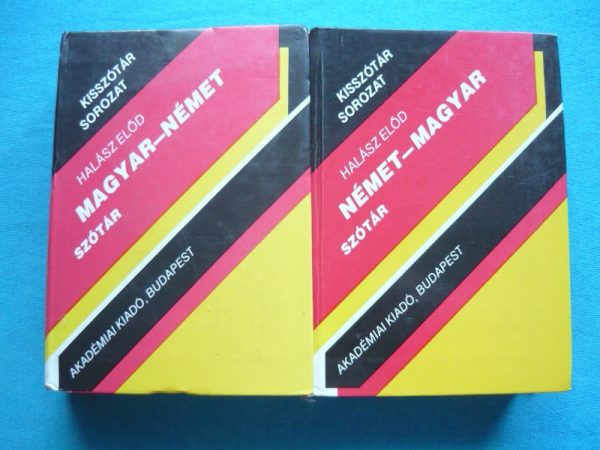 KISSZÓTÁR
SOROZAT
HALÁSZ ELŐD
MAGYAR–NÉMET
SZÓTÁR
AKADÉMIAI KIADÓ, BUDAPEST
KISSZÓTÁR
SOROZAT
HALÁSZ ELŐD
NÉMET–MAGYAR
SZÓTÁR
AKADÉMIAI KIADÓ, BUDAPEST